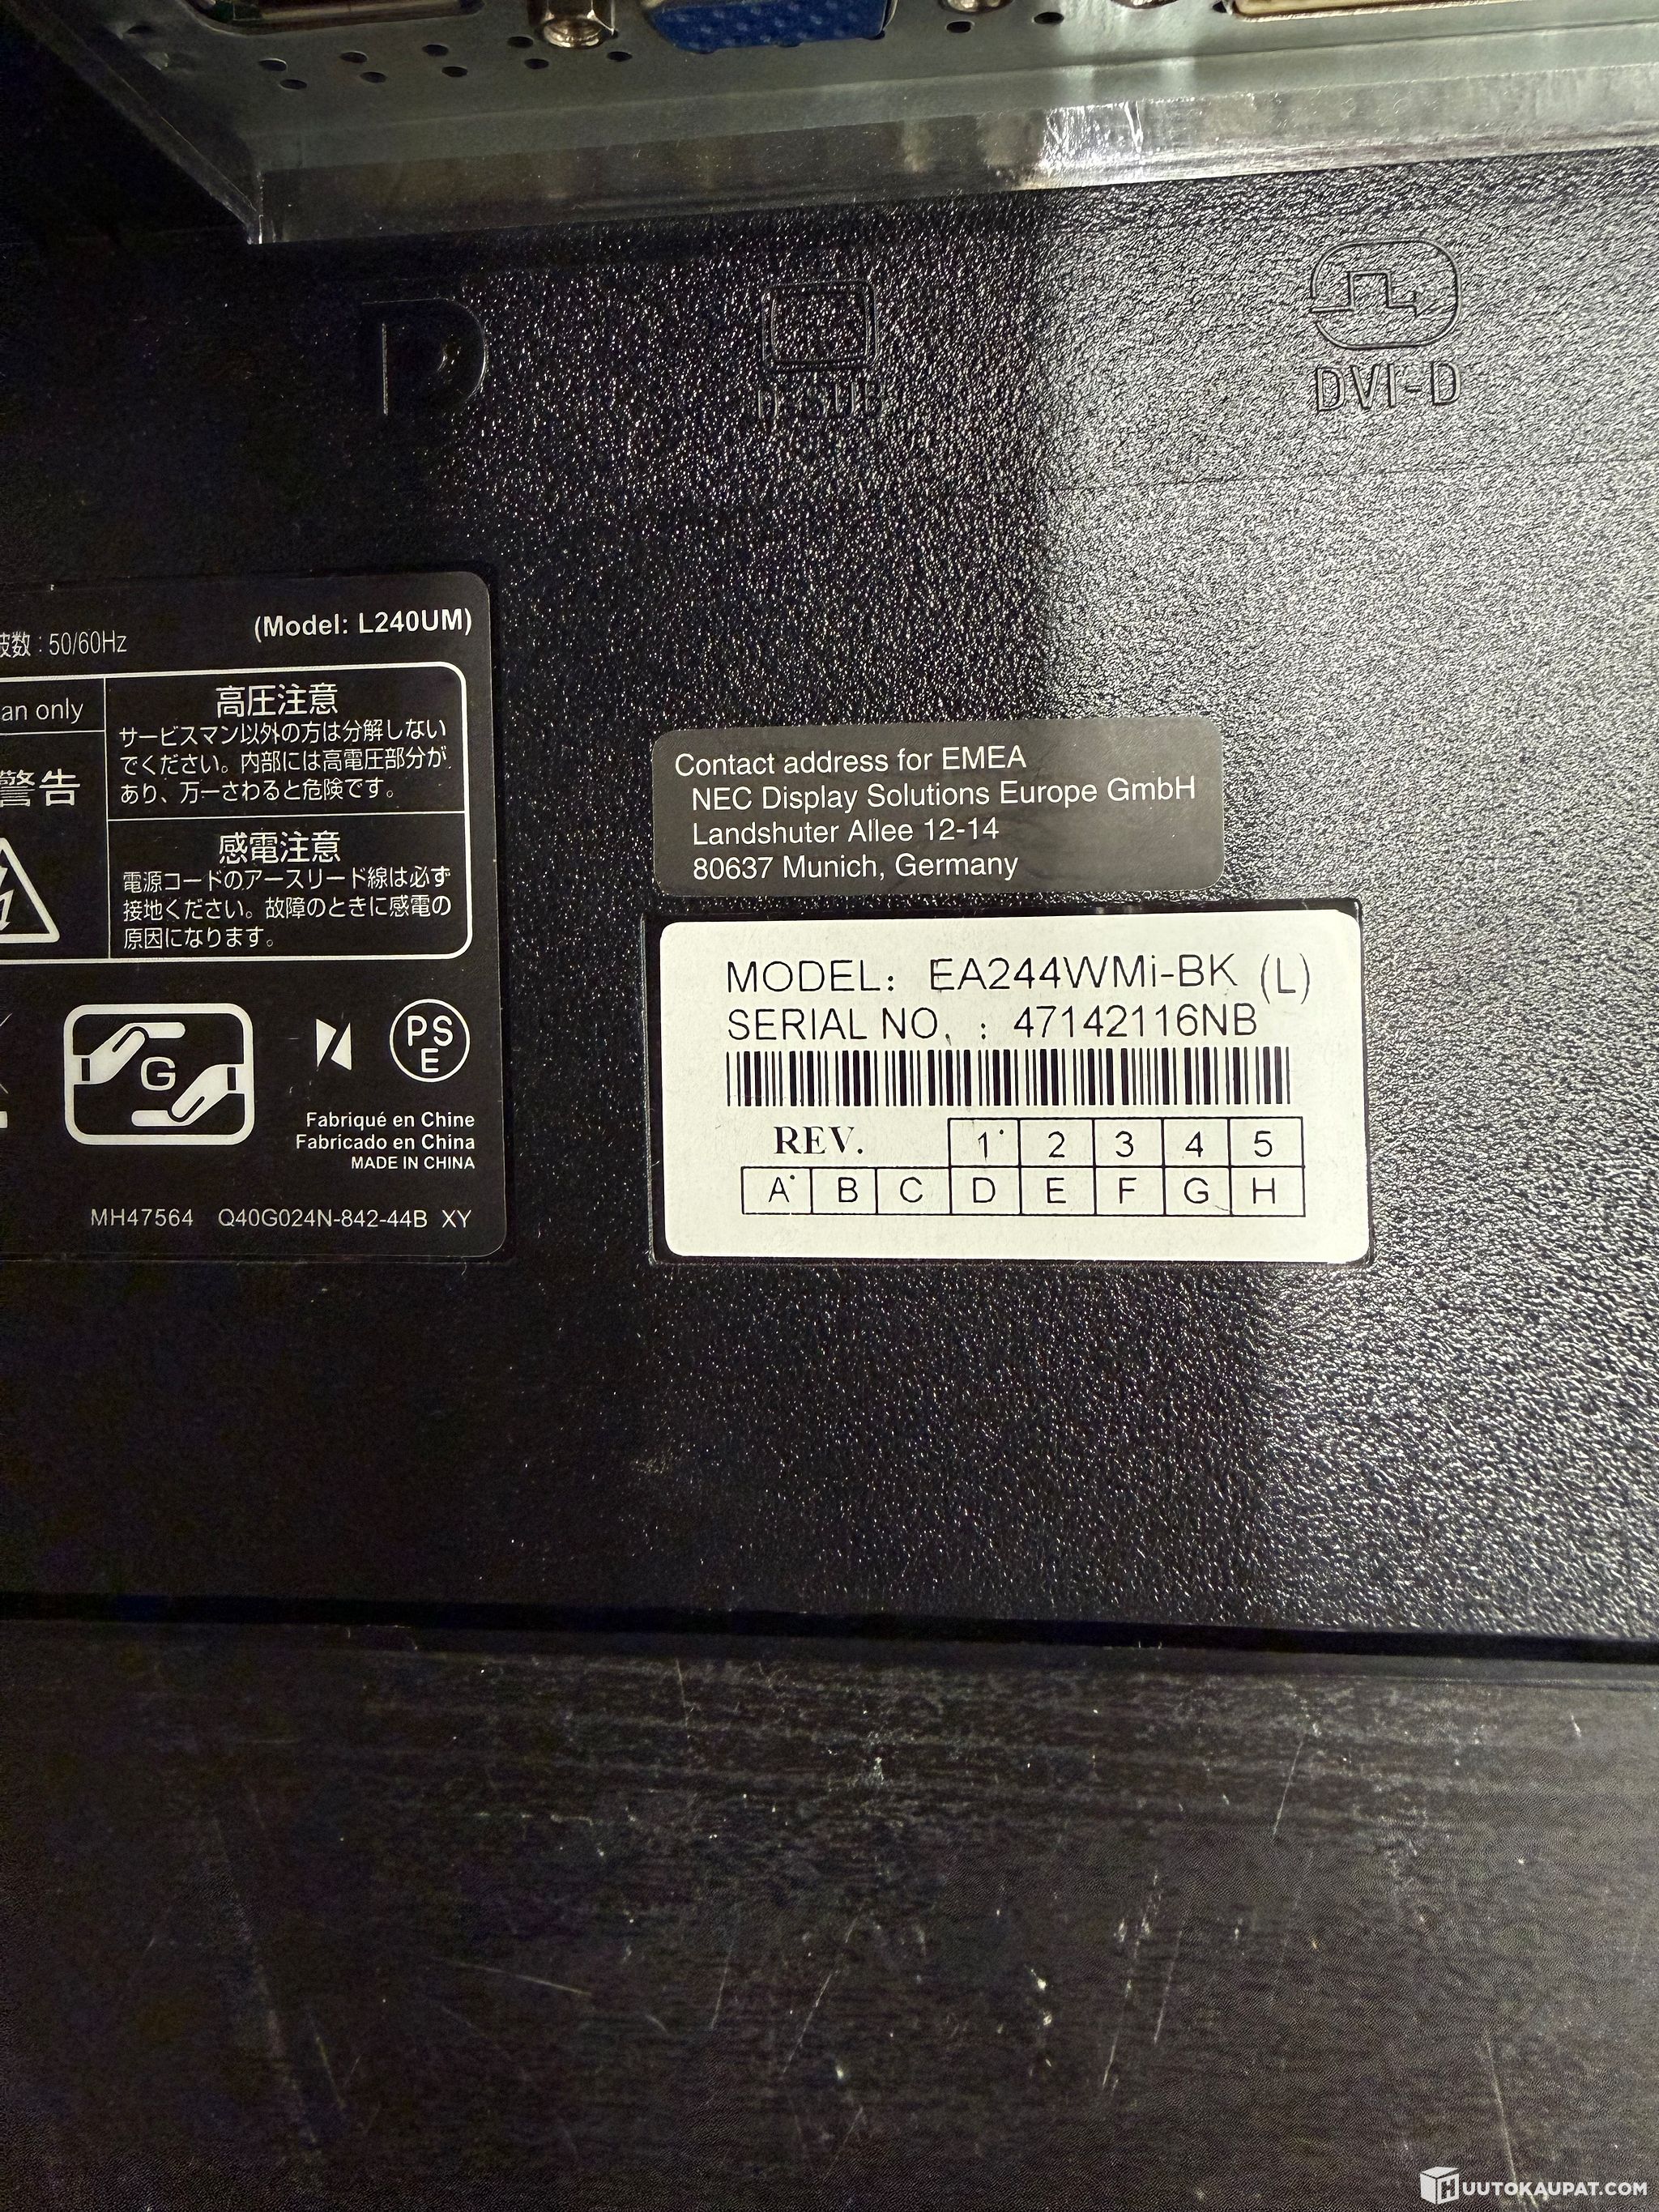 D-SUB
DVI-D
(Model: L240UM)
波数 : 50/60Hz
an only
高圧注意
サービスマン以外の方は分解しない
でください。内部には高電圧部分が
あり、万一さわると危険です。
警告
感電注意
電源コードのアースリード線は必ず
接地ください。故障のときに感電の
原因になります。
G
PS
E
Fabriqué en Chine
Fabricado en China
MADE IN CHINA
MH47564 Q40G024N-842-44B XY
Contact address for EMEA
NEC Display Solutions Europe GmbH
Landshuter Allee 12-14
80637 Munich, Germany
MODEL: EA244WMi-BK (L)
SERIAL NO. : 47142116NB
REV. 1 2 3 4 5
A B C D E F G H
HUUTOKAUPAT.COM